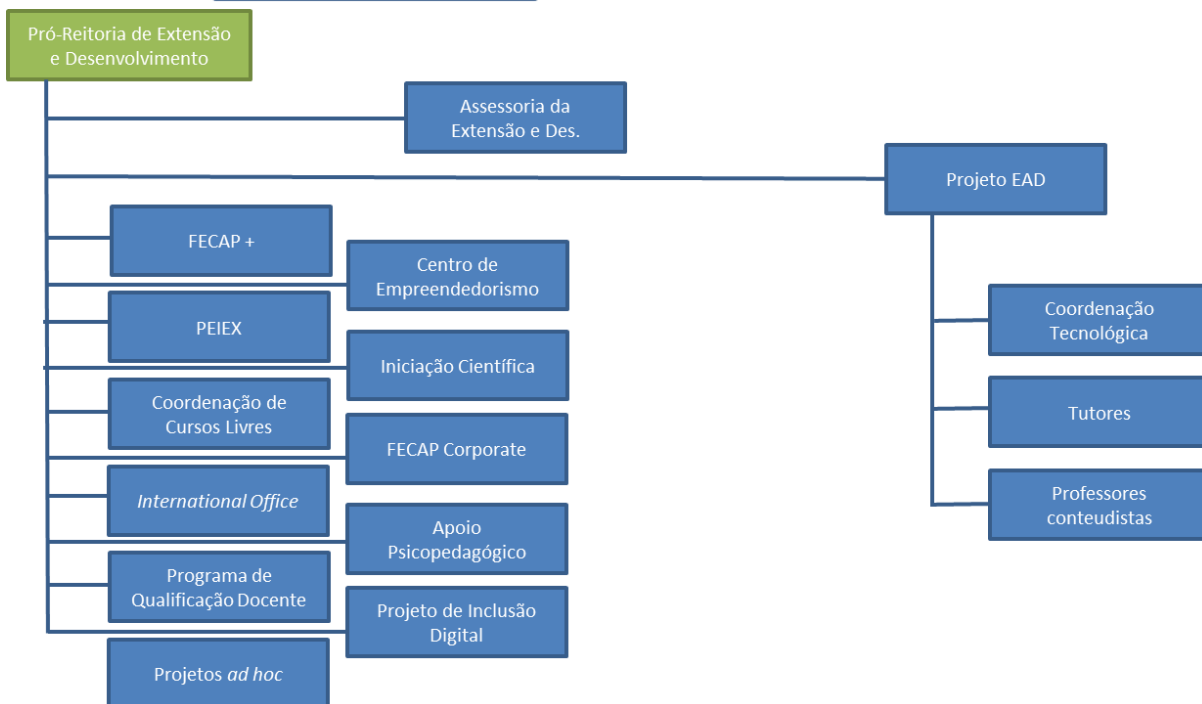 Pró-Reitoria de Extensão
e Desenvolvimento
Assessoria da
Extensão e Des.
Projeto EAD
FECAP +
Centro de
Empreendedorismo
PEIEX
Coordenação
Tecnológica
Iniciação Científica
Coordenação de
Cursos Livres
Tutores
FECAP Corporate
International Office
Professores
conteudistas
Apoio
Psicopedagógico
Programa de
Qualificação Docente
Projeto de Inclusão
Digital
Projetos ad hoc